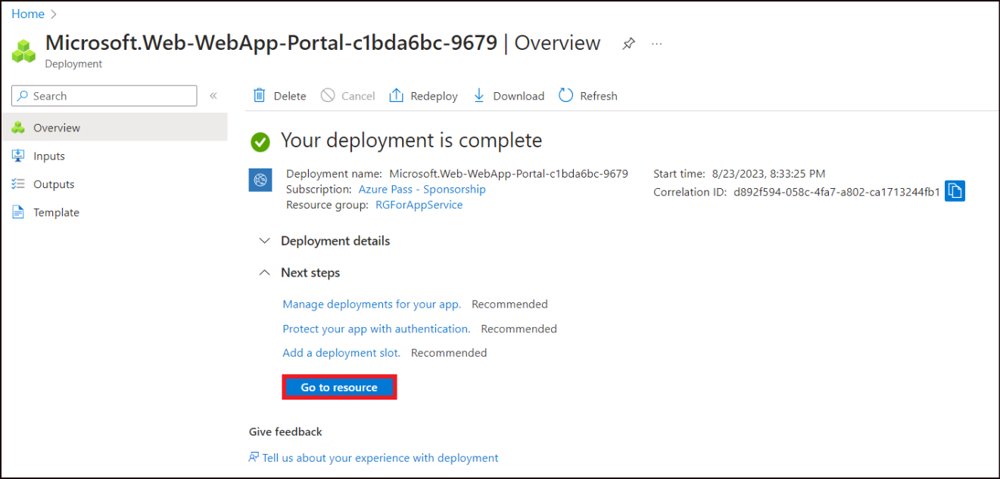 Home >
Microsoft.Web-WebApp-Portal-c1bda6bc-9679 | Overview ...
Deployment
Search «
Delete Cancel Redeploy Download Refresh
Overview
Inputs
Outputs
Template
Your deployment is complete
Deployment name: Microsoft.Web-WebApp-Portal-c1bda6bc-9679
Subscription: Azure Pass - Sponsorship
Resource group: RGForAppService
Start time: 8/23/2023, 8:33:25 PM
Correlation ID: d892f594-058c-4fa7-a802-ca1713244fb1
Deployment details
Next steps
Manage deployments for your app. Recommended
Protect your app with authentication. Recommended
Add a deployment slot. Recommended
Go to resource
Give feedback
Tell us about your experience with deployment